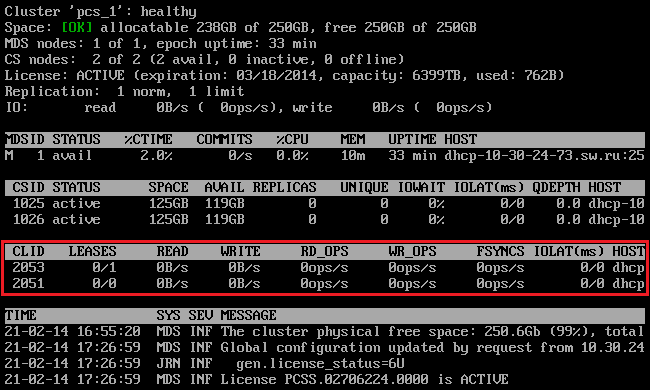 Cluster 'pcs_1': healthy
Space: [OK] allocatable 238GB of 250GB, free 250GB of 250GB
MDS nodes: 1 of 1, epoch uptime: 33 min
CS nodes:  2 of 2 (2 avail, 0 inactive, 0 offline)
License: ACTIVE (expiration: 03/18/2014, capacity: 6399TB, used: 762B)
Replication:  1 norm, 1 limit
IO:       read     0B/s (  0ops/s), write     0B/s (  0ops/s)
MDSID STATUS   %CTIME   COMMITS   %CPU    MEM   UPTIME HOST
M   1 avail      2.0%       0/s   0.0%    10m   33 min dhcp-10-30-24-73.sw.ru:25
CSID STATUS      SPACE  AVAIL REPLICAS   UNIQUE IOWAIT IOLAT(ms) QDEPTH HOST
1025 active      125GB  119GB        0        0     0%       0/0    0.0 dhcp-10
1026 active      125GB  119GB        0        0     0%       0/0    0.0 dhcp-10
CLID   LEASES     READ    WRITE     RD_OPS     WR_OPS     FSYNCS IOLAT(ms) HOST
2053      0/1     0B/s     0B/s     0ops/s     0ops/s     0ops/s       0/0 dhcp
2051      0/0     0B/s     0B/s     0ops/s     0ops/s     0ops/s       0/0 dhcp
TIME              SYS SEV MESSAGE
21-02-14 16:55:20 MDS INF The cluster physical free space: 250.6Gb (99%), total
21-02-14 17:26:59 MDS INF Global configuration updated by request from 10.30.24
21-02-14 17:26:59 JRN INF   gen.license_status=6U
21-02-14 17:26:59 MDS INF License PCSS.02706224.0000 is ACTIVE